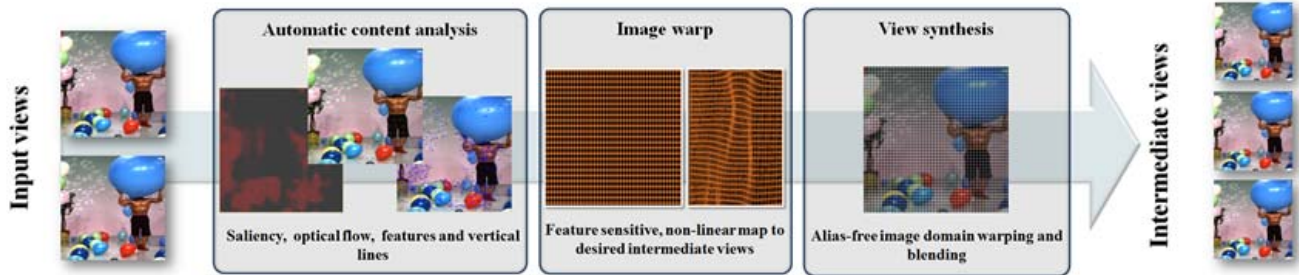 Input views
Automatic content analysis
Saliency, optical flow, features and vertical
lines
Image warp
Feature sensitive, non-linear map to
desired intermediate views
View synthesis
Alias-free image domain warping and
blending
Intermediate views